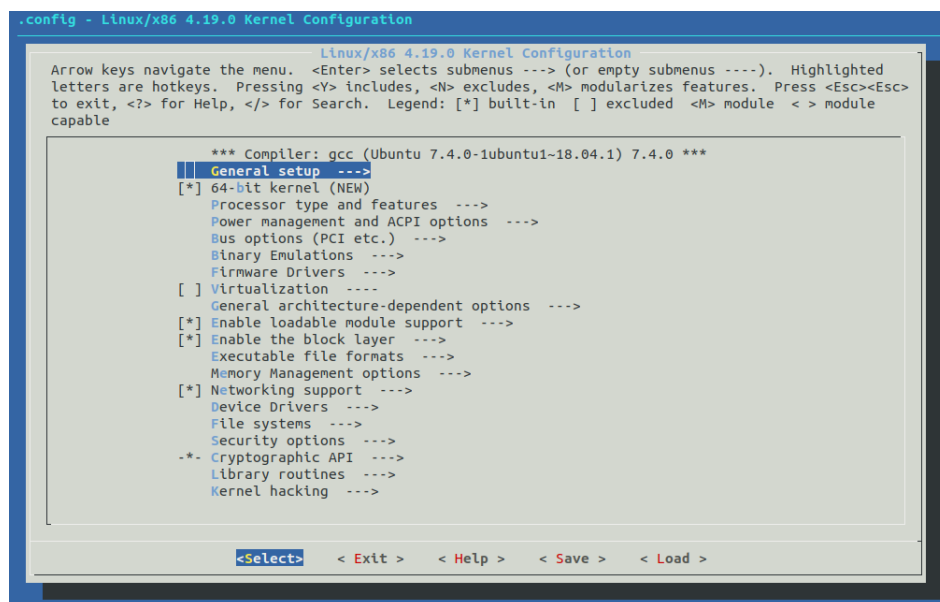 .config - Linux/x86 4.19.0 Kernel Configuration
Linux/x86 4.19.0 Kernel Configuration
Arrow keys navigate the menu.  <Enter> selects submenus ---> (or empty submenus ----).  Highlighted
letters are hotkeys.  Pressing <Y> includes, <N> excludes, <M> modularizes features.  Press <Esc><Esc>
to exit, <?> for Help, </> for Search.  Legend: [*] built-in  [ ] excluded  <M> module  < > module
capable
*** Compiler: gcc (Ubuntu 7.4.0-1ubuntu1~18.04.1) 7.4.0 ***
General setup  --->
[*] 64-bit kernel (NEW)
Processor type and features  --->
Power management and ACPI options  --->
Bus options (PCI etc.)  --->
Binary Emulations  --->
Firmware Drivers  --->
[ ] Virtualization  ----
General architecture-dependent options  --->
[*] Enable loadable module support  --->
[*] Enable the block layer  --->
Executable file formats  --->
Memory Management options  --->
[*] Networking support  --->
Device Drivers  --->
File systems  --->
Security options  --->
-*- Cryptographic API  --->
Library routines  --->
Kernel hacking  --->
<Select>    < Exit >    < Help >    < Save >    < Load >